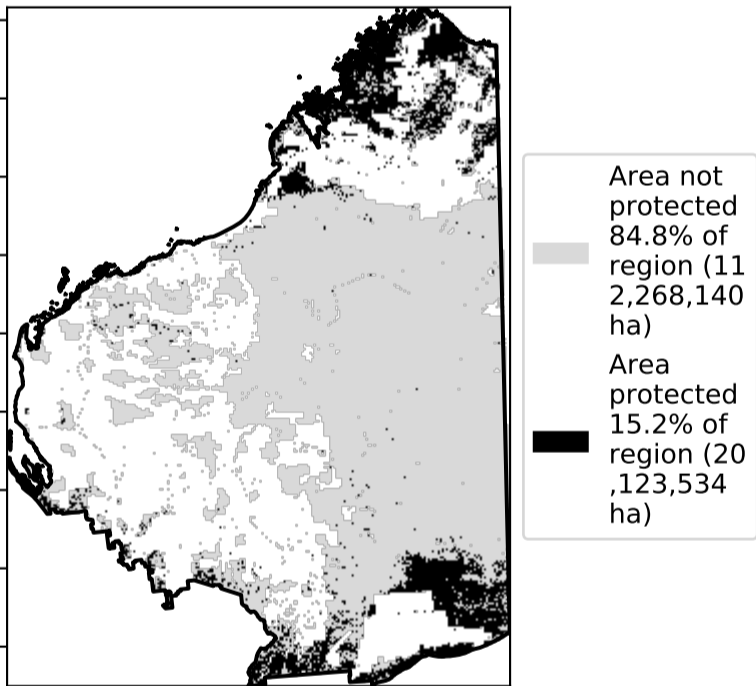 Area not
protected
84.8% of
region (11
2,268,140
ha)
Area
protected
15.2% of
region (20
,123,534
ha)